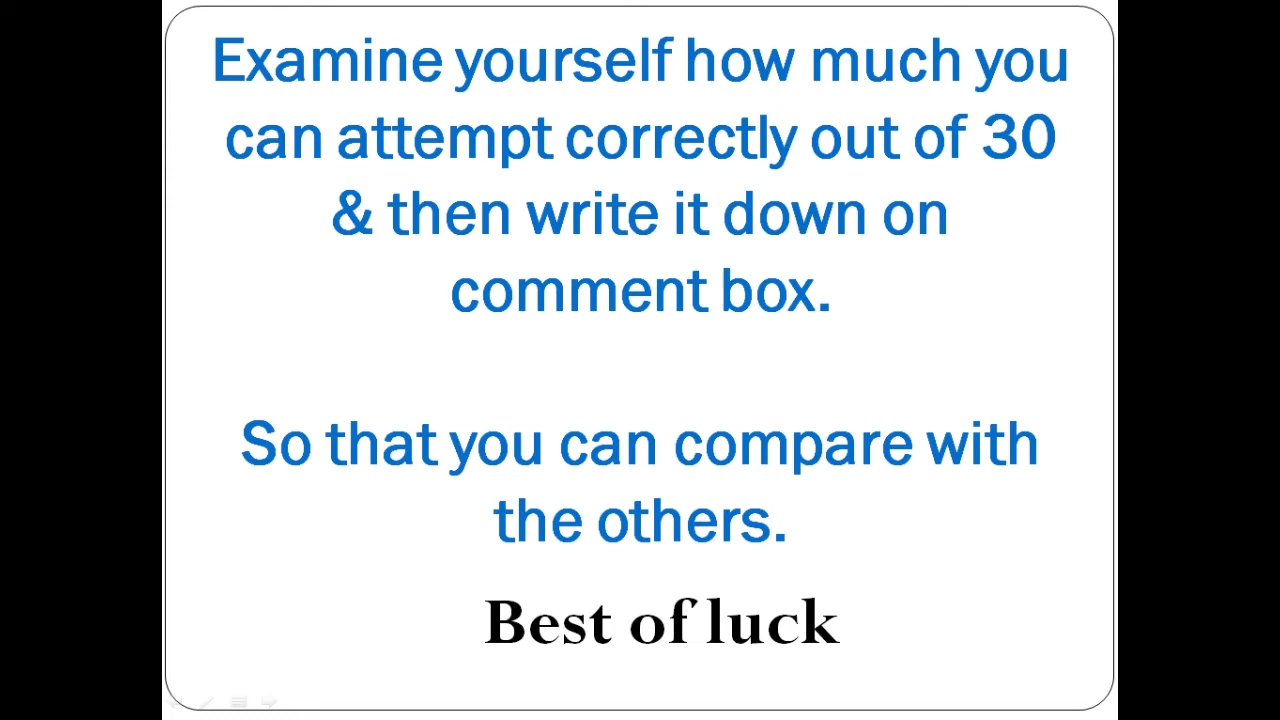 Examine yourself how much you
can attempt correctly out of 30
& then write it down on
comment box.
So that you can compare with
the others.
Best of luck